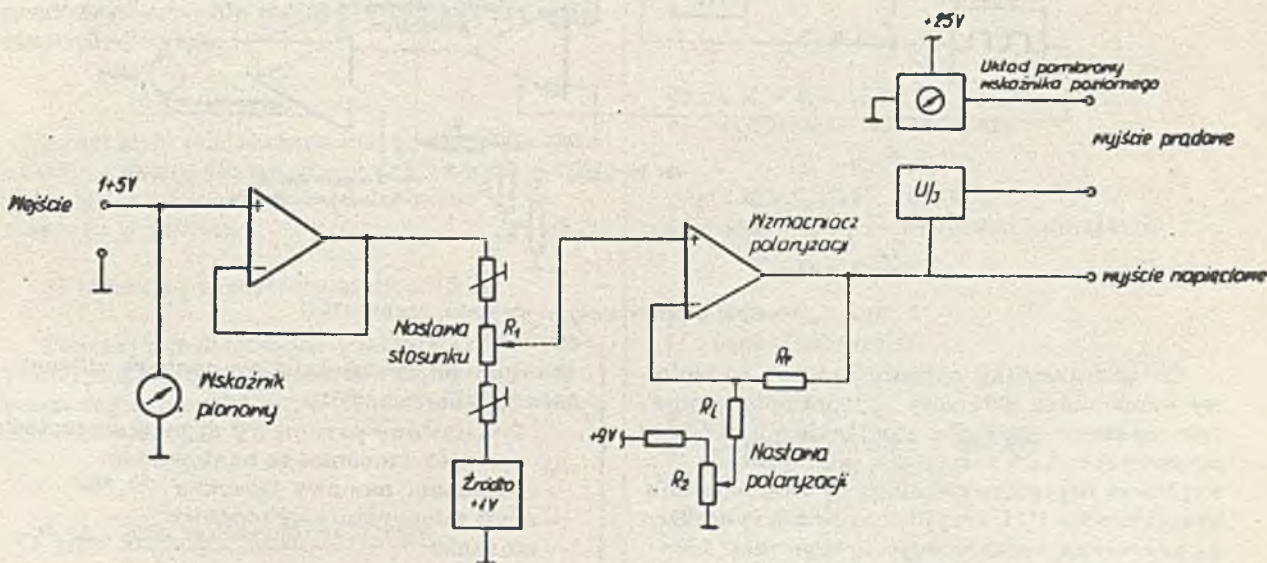 +25V
Układ pomiarowy
wskaźnika poziomego
wyjście prądowe
1÷5V
Wejście
U/J
Wzmacniacz
polaryzacji
wyjście napięciowe
Nastawa
stosunku
R1
Rf
Wskaźnik
pionowy
Ri
+9V
Nastawa
polaryzacji
R2
Źródło
+1V